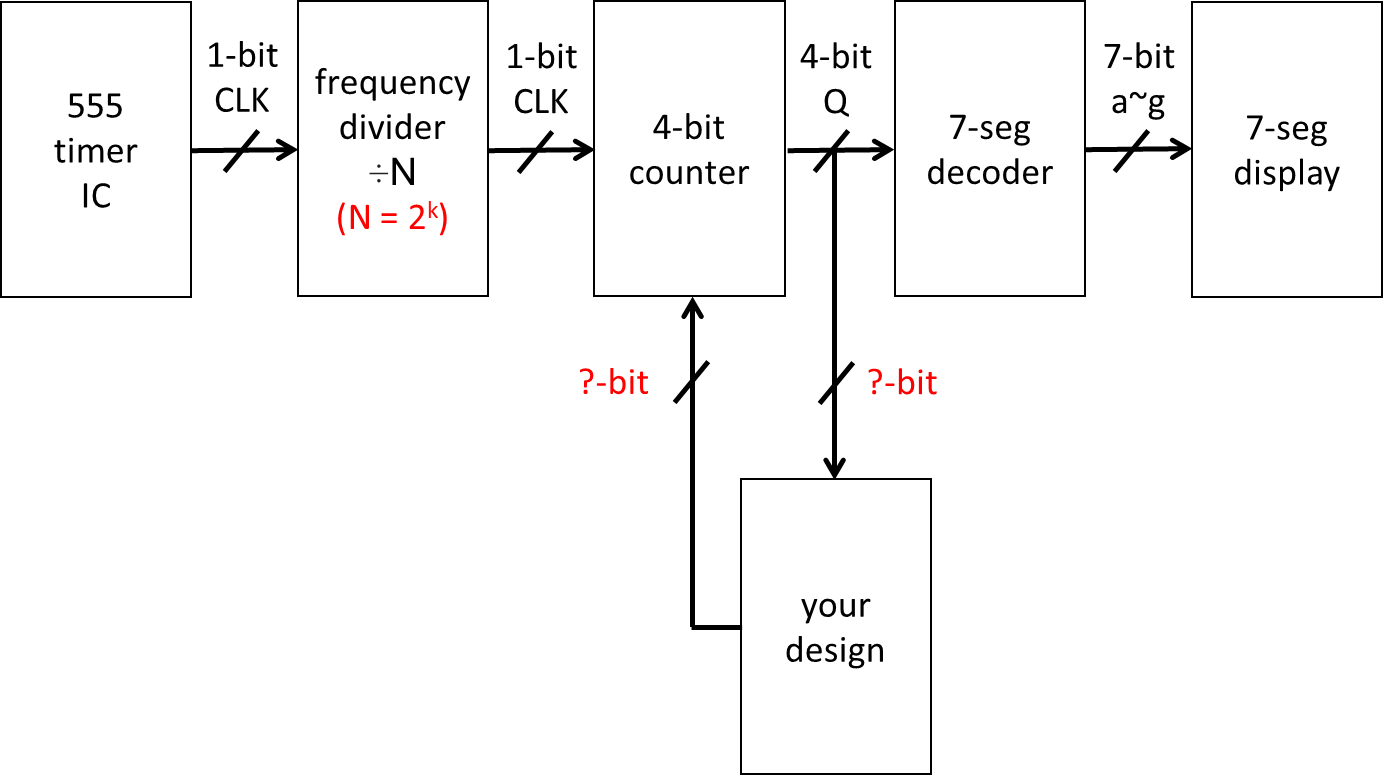 555
timer
IC
1-bit
CLK
frequency
divider
÷N
(N = 2ᵏ)
1-bit
CLK
4-bit
counter
4-bit
Q
7-seg
decoder
7-bit
a~g
7-seg
display
?-bit
?-bit
your
design